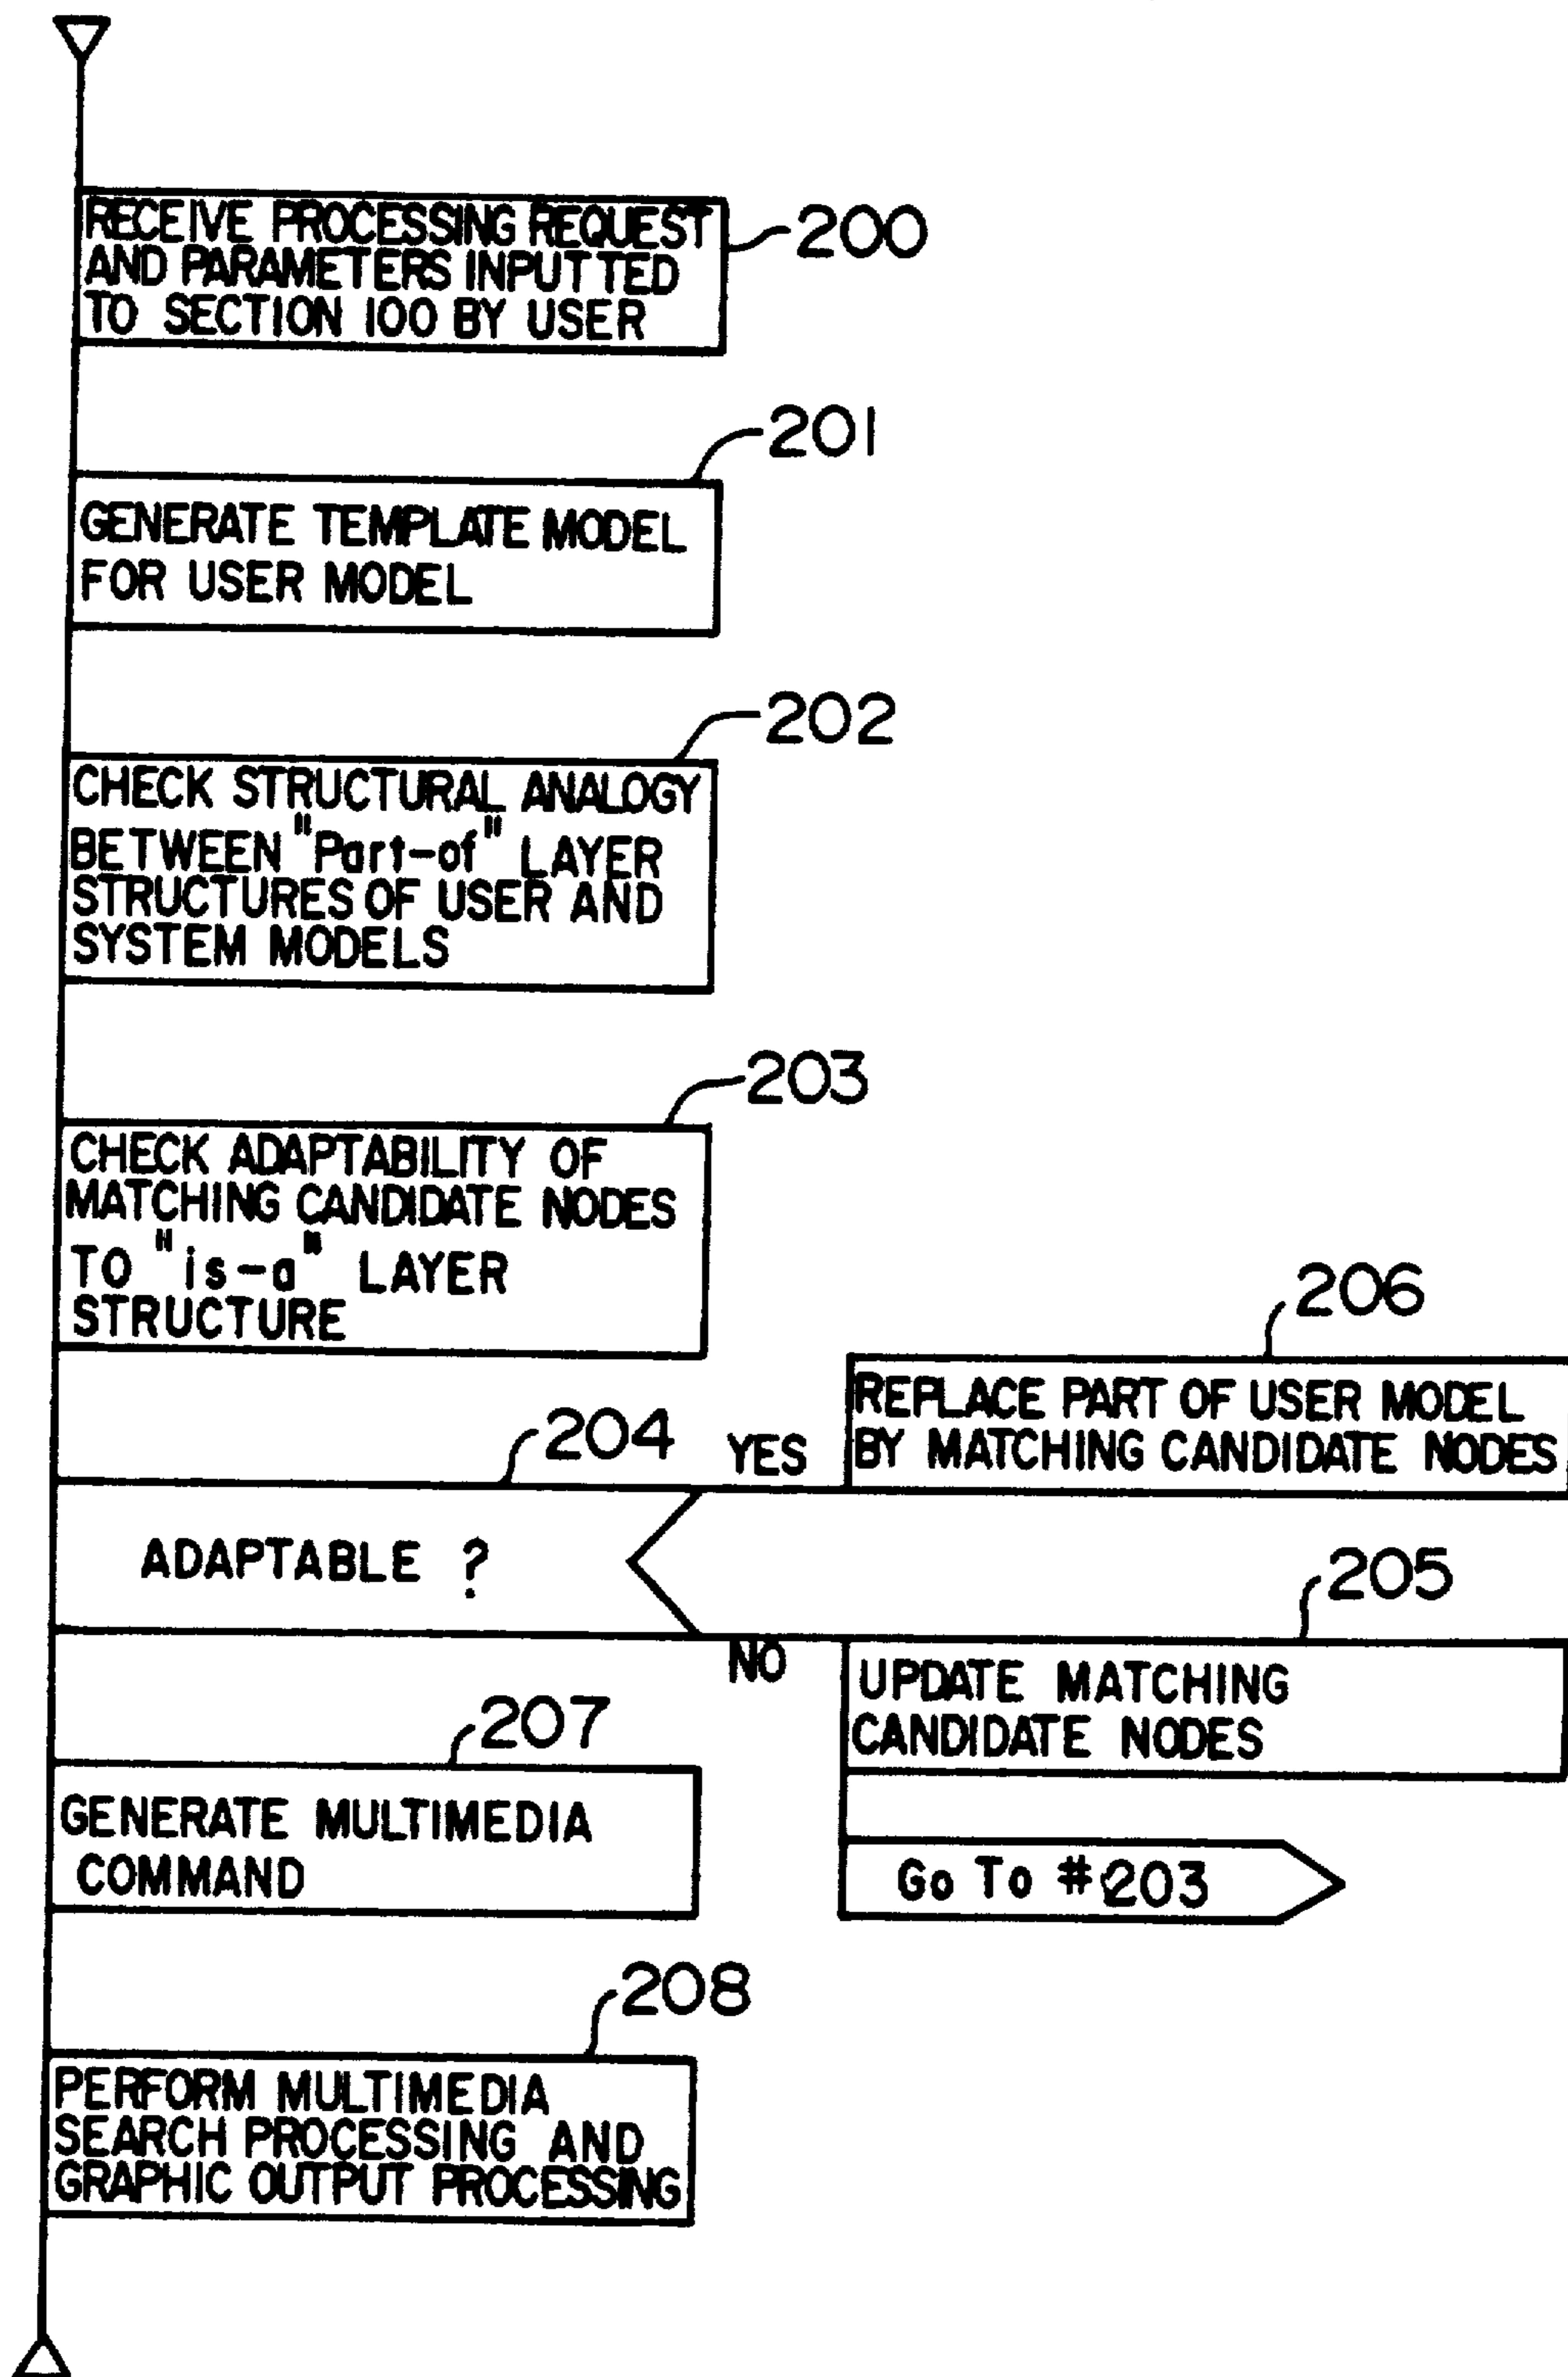 RECEIVE PROCESSING REQUEST
AND PARAMETERS INPUTTED
TO SECTION 100 BY USER
200
201
GENERATE TEMPLATE MODEL
FOR USER MODEL
202
CHECK STRUCTURAL ANALOGY
BETWEEN "Part-of" LAYER
STRUCTURES OF USER AND
SYSTEM MODELS
203
CHECK ADAPTABILITY OF
MATCHING CANDIDATE NODES
TO "is-a" LAYER
STRUCTURE
206
REPLACE PART OF USER MODEL
BY MATCHING CANDIDATE NODES
204
YES
ADAPTABLE ?
205
NO
UPDATE MATCHING
CANDIDATE NODES
207
GENERATE MULTIMEDIA
COMMAND
Go To #203
208
PERFORM MULTIMEDIA
SEARCH PROCESSING AND
GRAPHIC OUTPUT PROCESSING